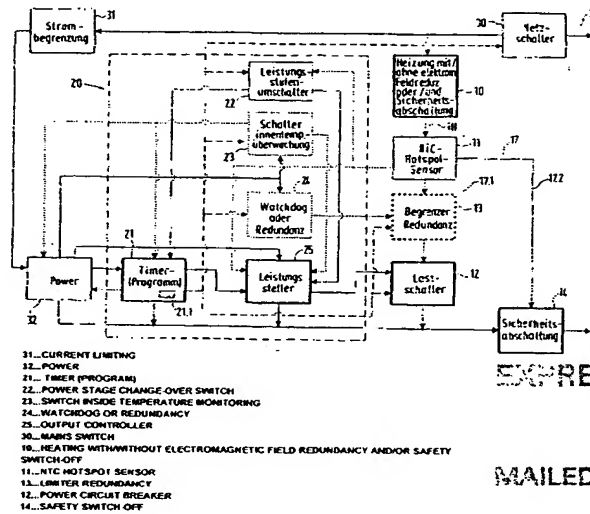 31
Strom-
begrenzung
30
Netz-
schalter
20
Leistungs-
stufen-
umschalter
22
Heizung mit/
ohne elektrom
Feldreduz
oder/und
Sicherheits-
abschaltung
10
Schalter
innentemp.
überwachung
23
11
Hotspot-
Sensor
17
17.1
17.2
24
Watchdog
oder
Redundanz
Begrenzer
Redundanz
13
Power
32
21
Timer-
(Programm)
21.1
25
Leistungs
steller
12
Last-
schalter
14
Sicherheits-
abschaltung
31...CURRENT LIMITING
32...POWER
21... TIMER (PROGRAM)
22...POWER STAGE CHANGE-OVER SWITCH
23...SWITCH INSIDE TEMPERATURE MONITORING
24...WATCHDOG OR REDUNDANCY
25...OUTPUT CONTROLLER
30...MAINS SWITCH
10...HEATING WITH/WITHOUT ELECTROMAGNETIC FIELD REDUNDANCY AND/OR SAFETY
SWITCH-OFF
11...NTC HOTSPOT SENSOR
13...LIMITER REDUNDANCY
12...POWER CIRCUIT BREAKER
14...SAFETY SWITCH-OFF
EXPRE
MAILED